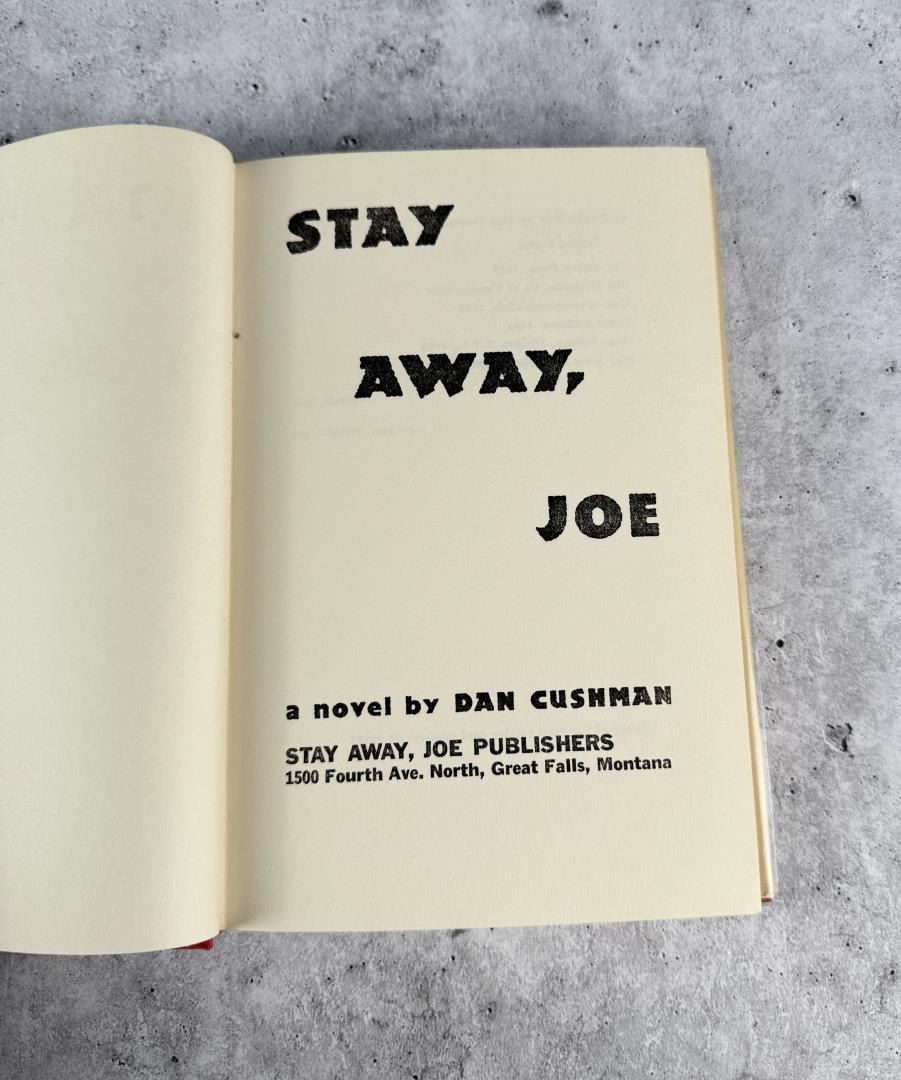 STAY
AWAY,
JOE
a novel by DAN CUSHMAN
STAY AWAY, JOE PUBLISHERS
1500 Fourth Ave. North, Great Falls, Montana